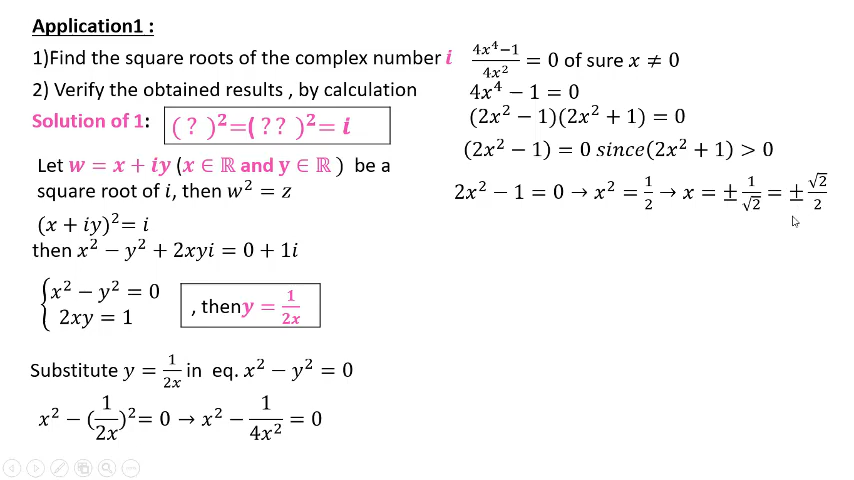 Application1 :
1)Find the square roots of the complex number i
2) Verify the obtained results , by calculation
Solution of 1: ( ? )²=( ?? )²= i
Let w = x + iy (x ∈ ℝ and y ∈ ℝ ) be a
square root of i, then w² = z
(x + iy)²= i
then x² − y² + 2xyi = 0 + 1i
{x² − y² = 0
2xy = 1
, then y = 1/2x
Substitute y = 1/2x in eq. x² − y² = 0
x² − (1/2x)²= 0 → x² − 1/4x² = 0
4x⁴−1/4x² = 0 of sure x ≠ 0
4x⁴ − 1 = 0
(2x² − 1)(2x² + 1) = 0
(2x² − 1) = 0 since(2x² + 1) > 0
2x² − 1 = 0 → x² = 1/2 → x = ± 1/√2 = ± √2/2